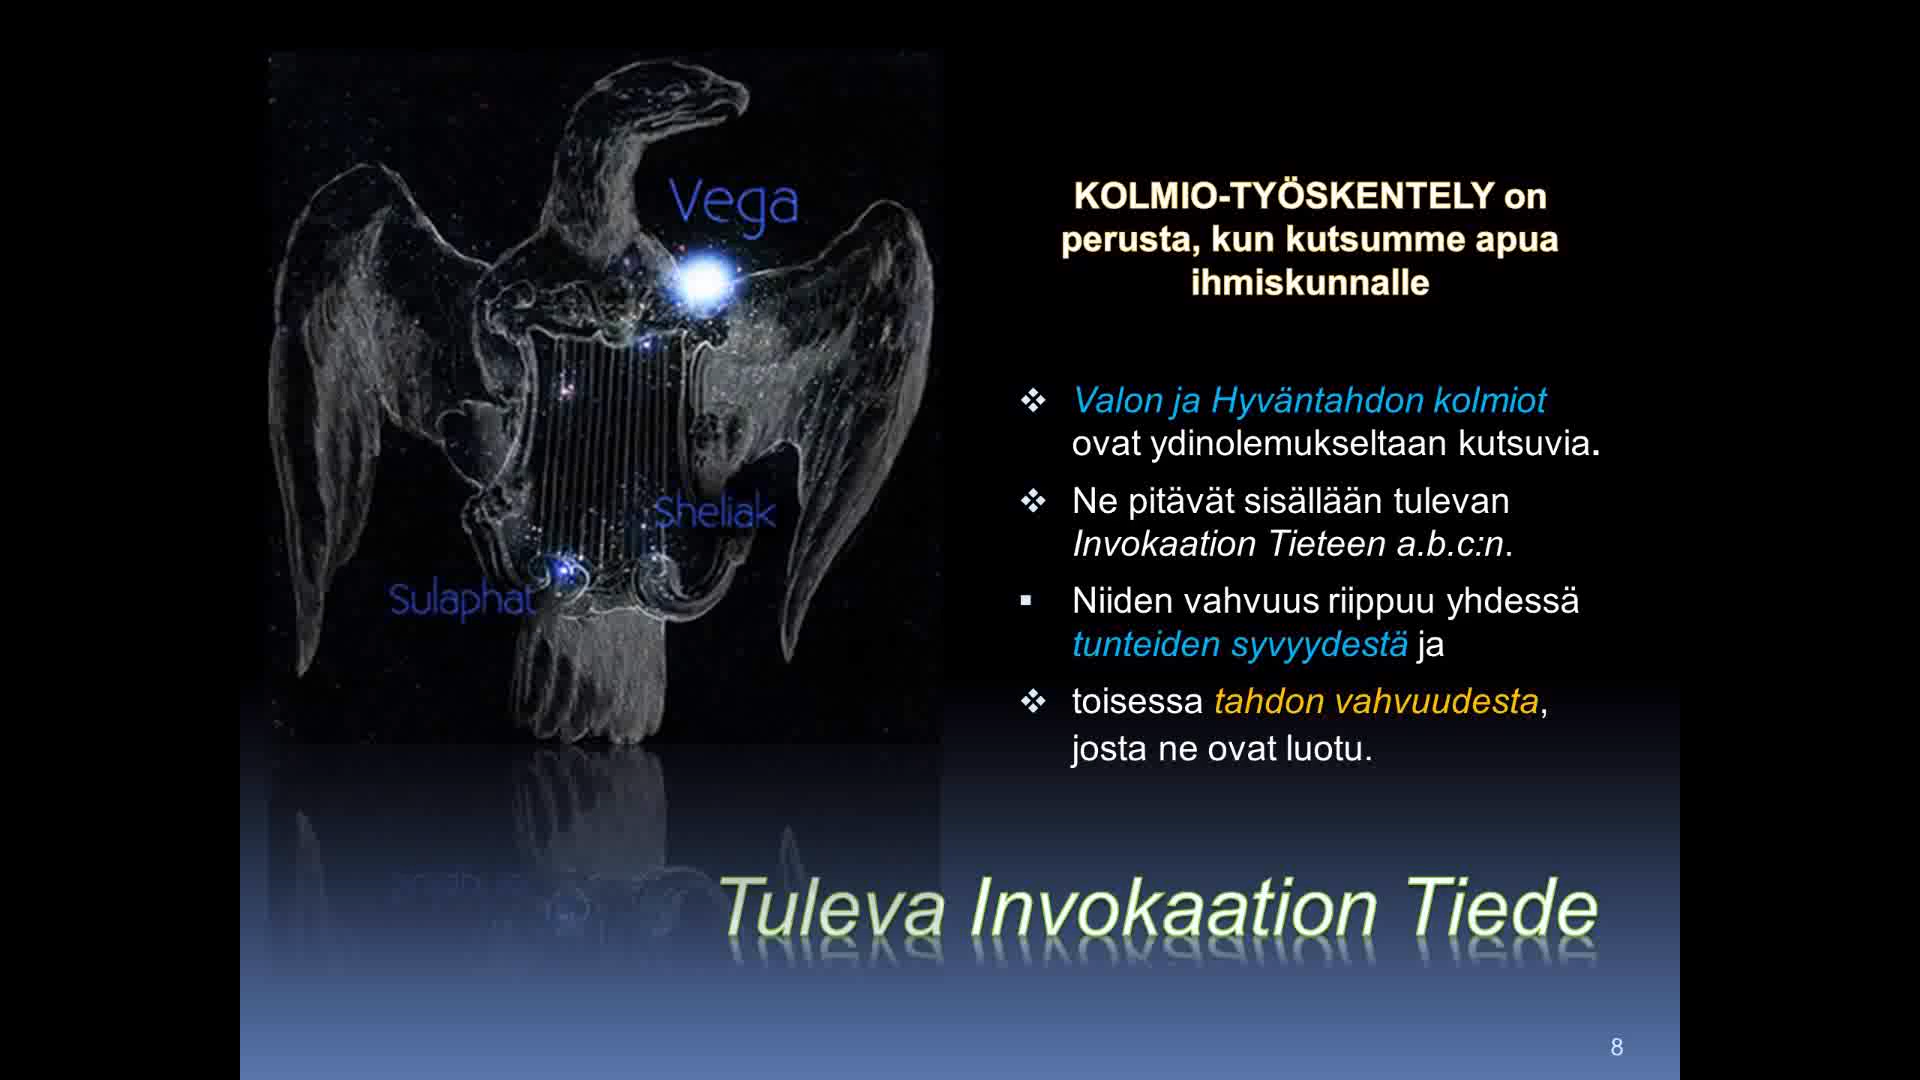 Vega
Sheliak
Sulaphat
KOLMIO-TYÖSKENTELY on
perusta, kun kutsumme apua
ihmiskunnalle
❖ Valon ja Hyväntahdon kolmiot
ovat ydinolemukseltaan kutsuvia.
❖ Ne pitävät sisällään tulevan
Invokaation Tieteen a.b.c:n.
▪ Niiden vahvuus riippuu yhdessä
tunteiden syvyydestä ja
❖ toisessa tahdon vahvuudesta,
josta ne ovat luotu.
Tuleva Invokaation Tiede
8